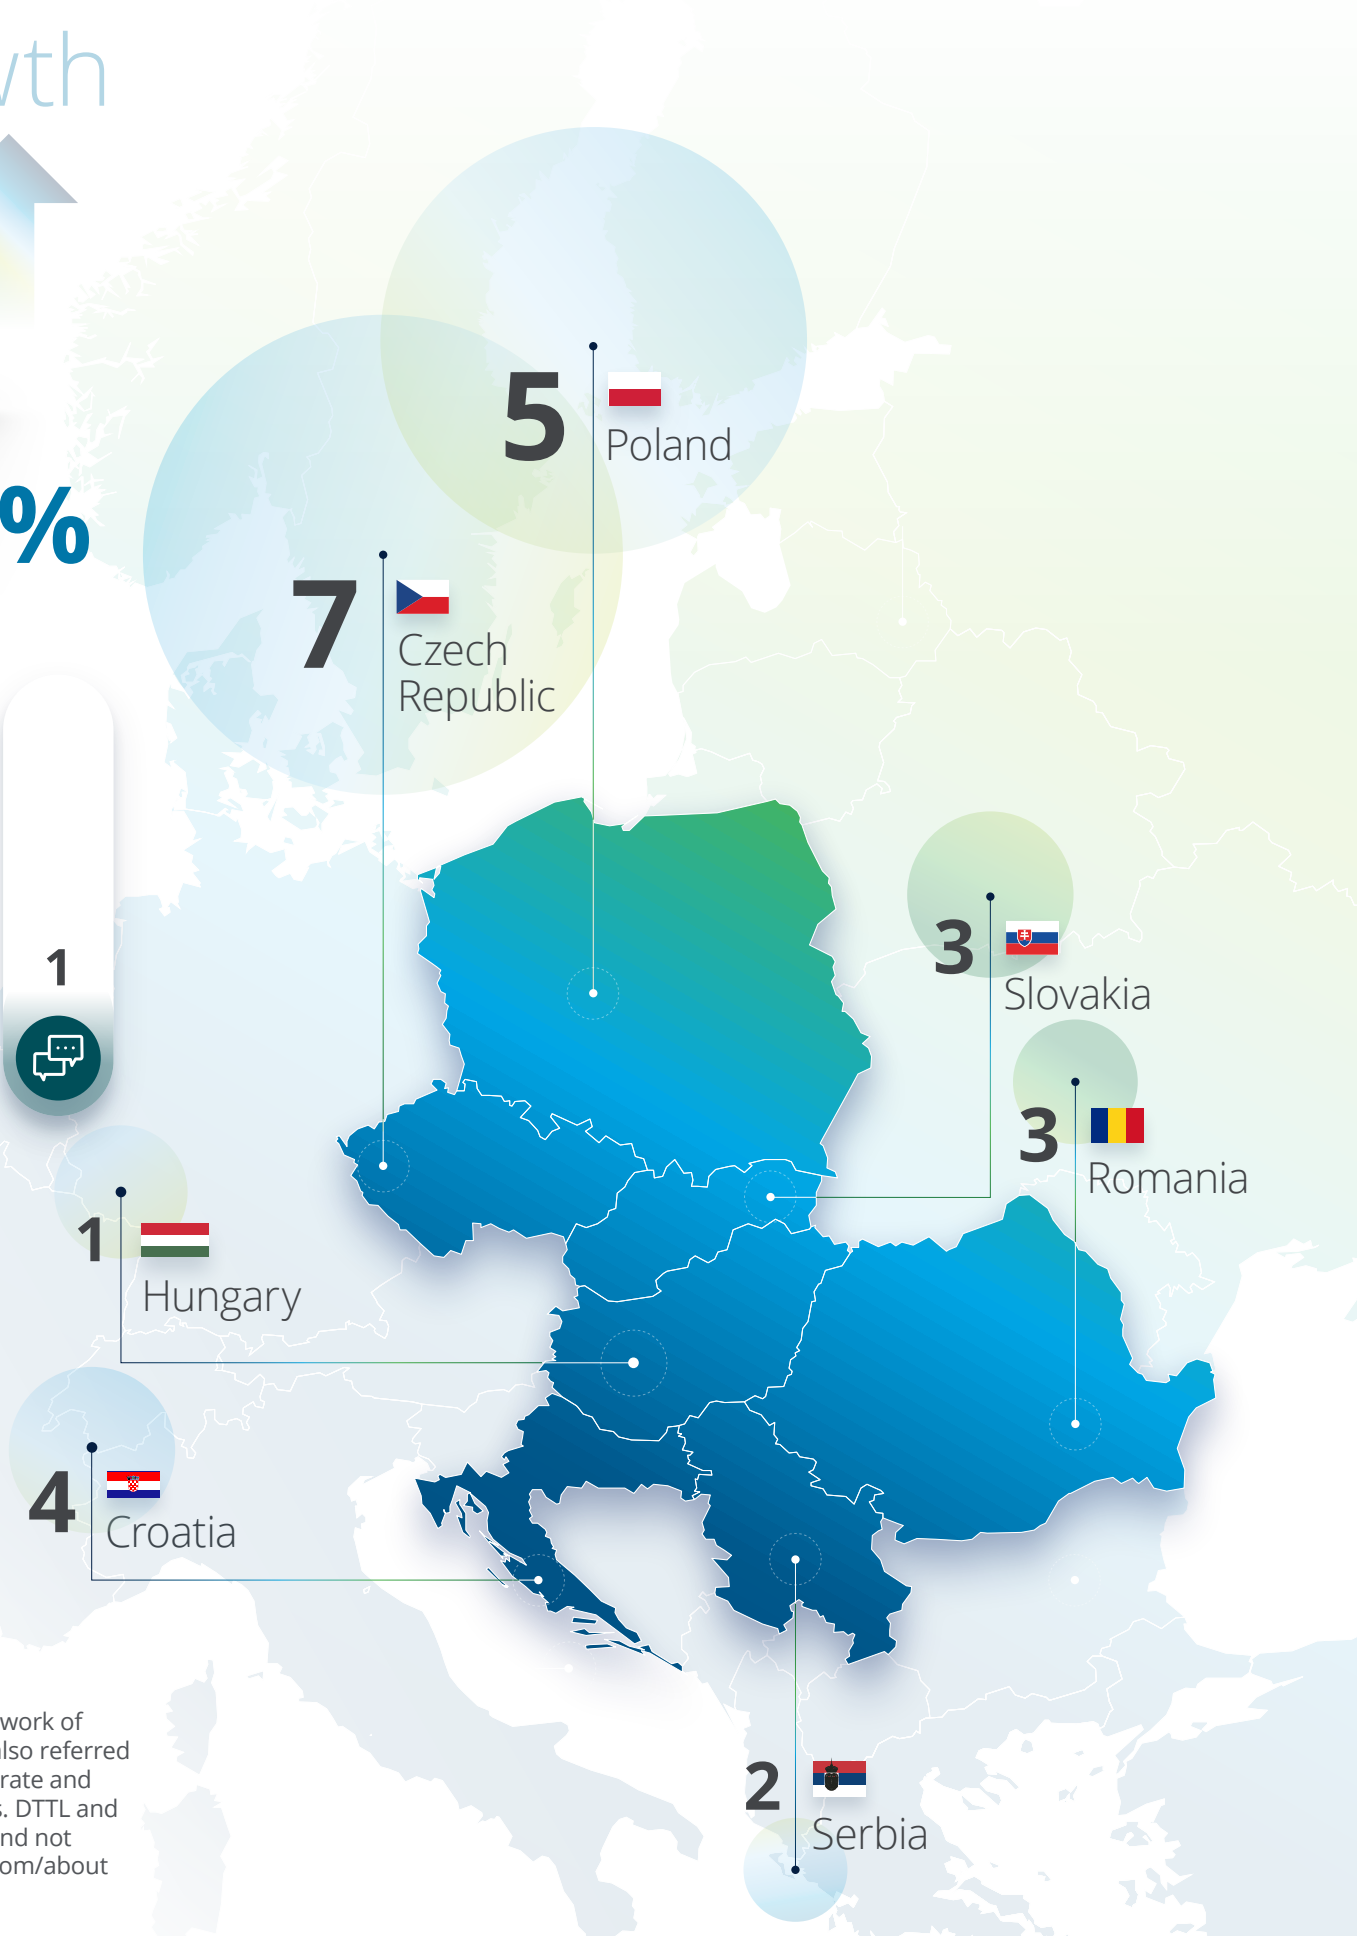 wth
5
Poland
%
7
Czech
Republic
3
Slovakia
1
3
Romania
1
Hungary
4
Croatia
work of
also referred
rate and
s. DTTL and
nd not
om/about
2
Serbia